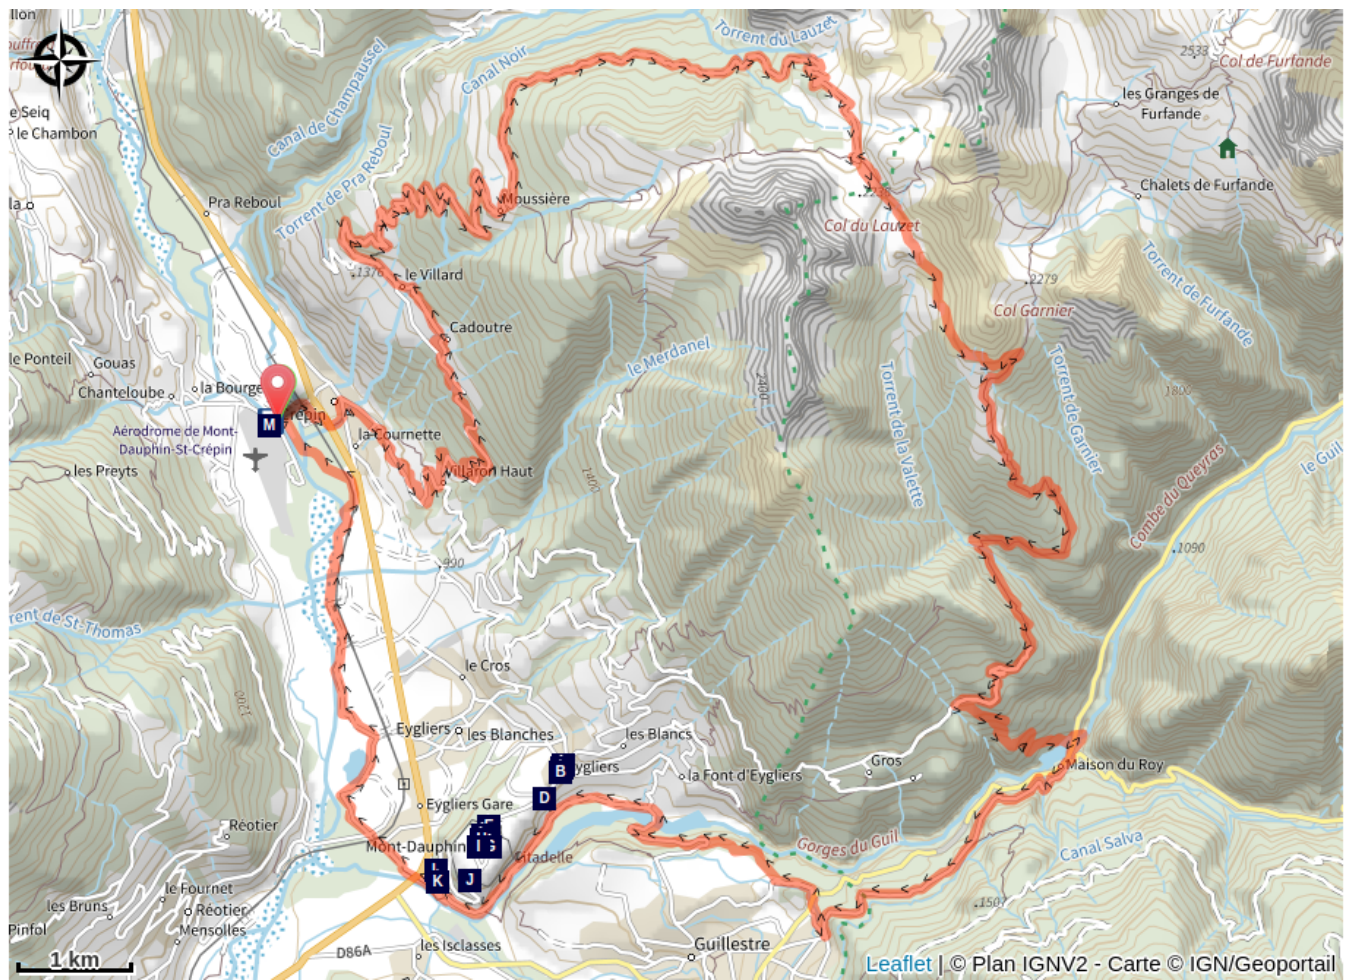 Torrent du Lauzet
2533
Col de Furfande
Canal de Champaussel
Canal Noir
les Granges de
Furfande
e Seiq
le Chambon
Torrent du Lauzet
Torrent de Pra Reboul
Pra Reboul
Moussière
Chalets de Furfande
la
Col du Lauzet
1376
le Villard
2279
Col Garnier
Torrent de Furfande
Cadoutre
le Merdanel
le Ponteil
Gouas
Chanteloube
la Bourge
2400
Torrent de la Valette
Torrent de Garnier
1800
M
Aérodrome de Mont-
Dauphin-St-Crépin
la Cournette
les Preyts
Villaron Haut
1400
Combe du Queyras
le Guil
990
1090
rent de St-Thomas
le Cros
1200
Eygliers
les Blanches
les Blancs
B
ygliers
la Font d'Eygliers
Gros
Maison du Roy
D
Eygliers Gare
Réotier
Mont-Dauphin
Citadelle
Gorges du Guil
Canal Salva
I
G
K
J
le Fournet
les Bruns
Réotier
Mensolles
Pinfol
1507
D86A
les Isclasses
Guillestre
1 km
Leaflet | © Plan IGNV2 - Carte © IGN/Geoportail